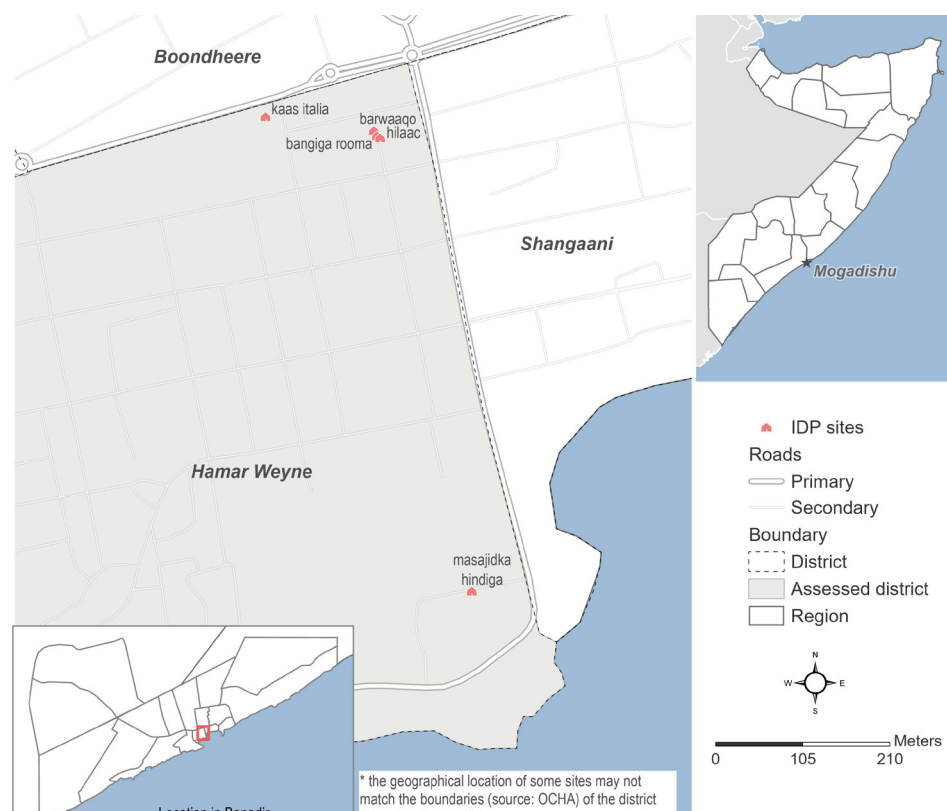 Boondheere
kaas italia
barwaaqo
hilaac
bangiga rooma
Shangaani
Hamar Weyne
masajidka
hindiga
* the geographical location of some sites may not
match the boundaries (source: OCHA) of the district
Mogadishu
IDP sites
Roads
Primary
Secondary
Boundary
District
Assessed district
Region
N
W E
S
Meters
0 105 210